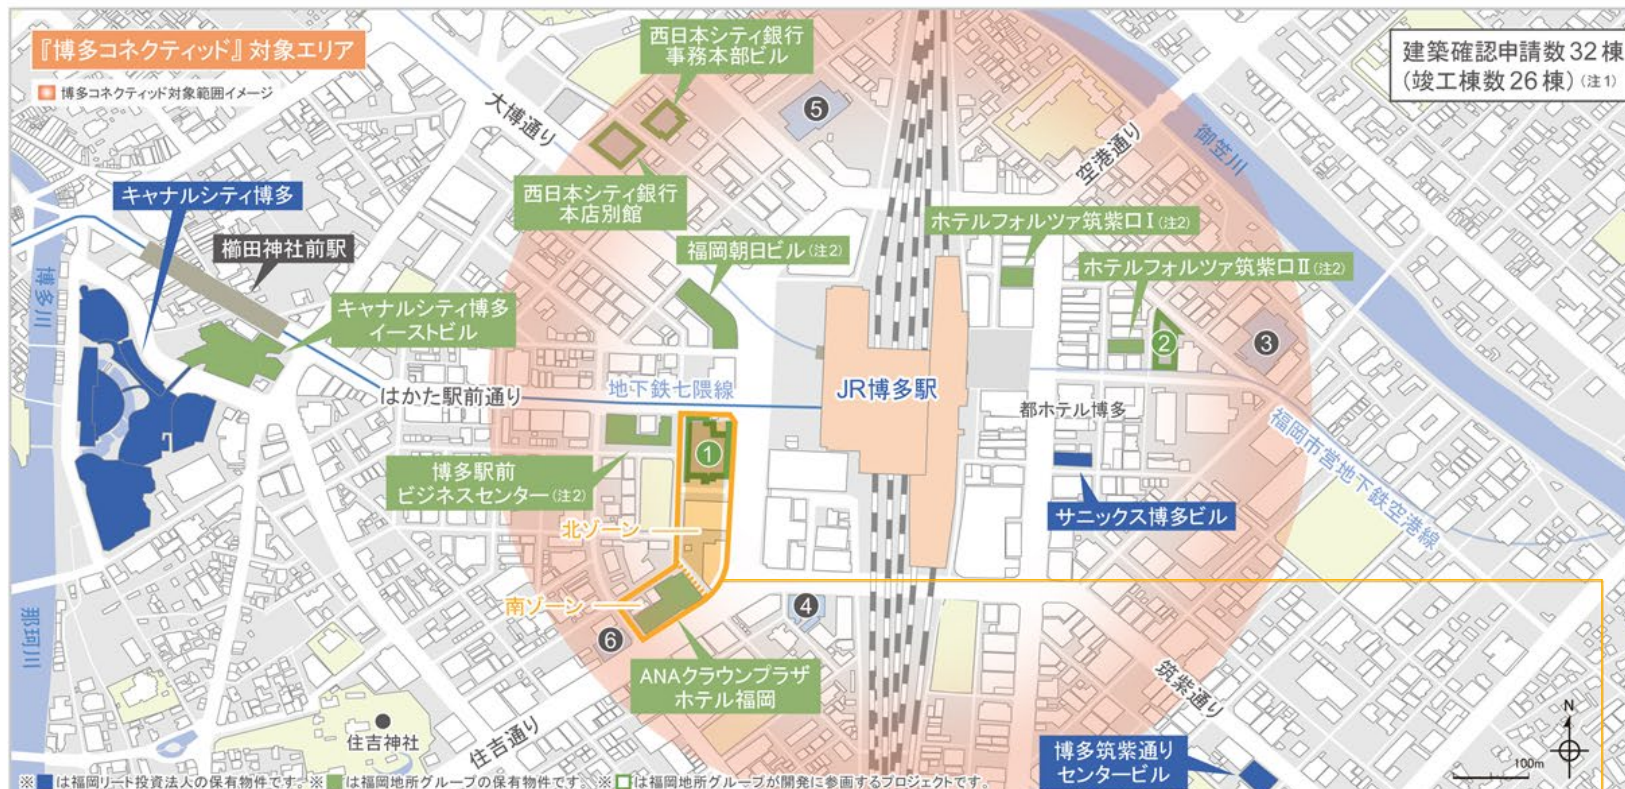 『博多コネクティッド』対象エリア
博多コネクティッド対象範囲イメージ
建築確認申請数32棟
(竣工棟数26棟)(注1)
西日本シティ銀行
事務本部ビル
大博通り
5
空港通り
御笠川
西日本シティ銀行
本店別館
キャナルシティ博多
櫛田神社前駅
福岡朝日ビル(注2)
ホテルフォルツァ筑紫口Ⅰ(注2)
ホテルフォルツァ筑紫口Ⅱ(注2)
博多川
キャナルシティ博多
イーストビル
2
3
はかた駅前通り
地下鉄七隈線
JR博多駅
都ホテル博多
福岡市営地下鉄空港線
1
博多駅前
ビジネスセンター(注2)
サニックス博多ビル
北ゾーン
南ゾーン
4
6
那珂川
ANAクラウンプラザ
ホテル福岡
筑紫通り
住吉通り
住吉神社
博多筑紫通り
センタービル
N
100m
※は福岡リート投資法人の保有物件です。※は福岡地所グループの保有物件です。※は福岡地所グループが開発に参画するプロジェクトです。